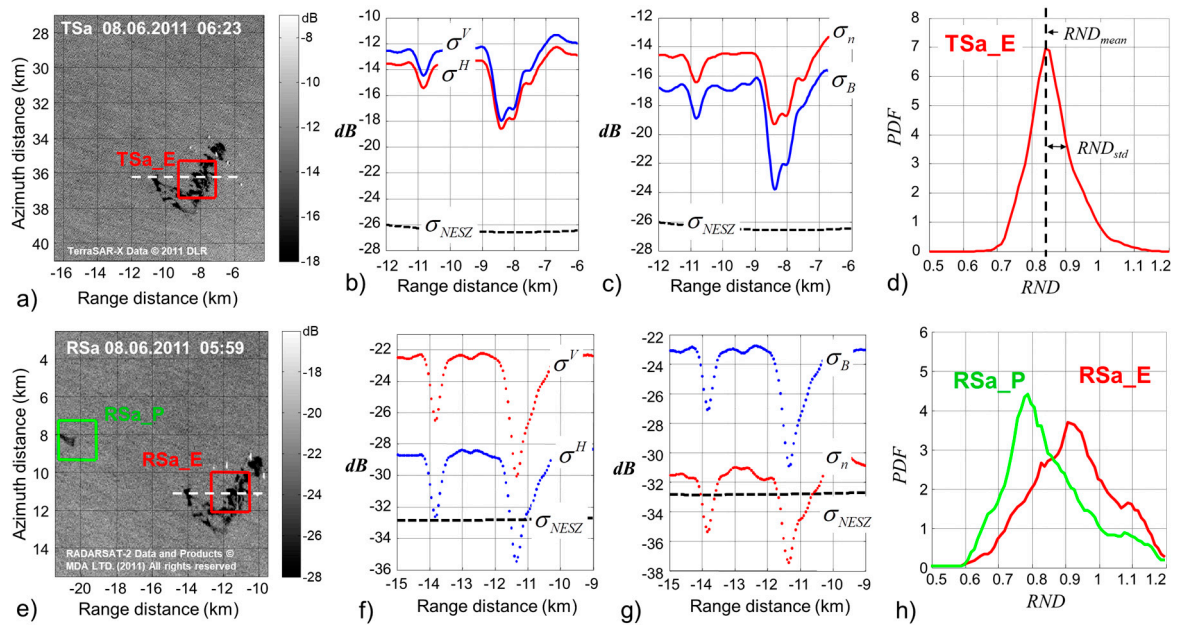 TSa 08.06.2011 06:23
dB
Azimuth distance (km)
28
30
32
34
36
38
40
-8
-10
-12
-14
-16
-18
TSa_E
TerraSAR-X Data © 2011 DLR
-16 -14 -12 -10 -8 -6
Range distance (km)
a)
-10
-12
-14
-16
-18
-20
-22
-24
-26
-28
dB
σV
σH
σNESZ
-12 -11 -10 -9 -8 -7 -6
Range distance (km)
b)
-13
-16
-19
-22
-25
-28
dB
σn
σB
σNESZ
-12 -11 -10 -9 -8 -7 -6
Range distance (km)
c)
8
7
6
5
4
3
2
1
0
PDF
TSa_E
RNDmean
RNDstd
0.5 0.6 0.7 0.8 0.9 1 1.1 1.2
RND
d)
RSa 08.06.2011 05:59
dB
Azimuth distance (km)
4
6
8
10
12
14
-16
-18
-20
-22
-24
-26
-28
RSa_P
RSa_E
RADARSAT-2 Data and Products ©
MDA LTD. (2011) All rights reserved
-20 -18 -16 -14 -12 -10
Range distance (km)
e)
-22
-24
-26
-28
-30
-32
-34
-36
dB
σV
σH
σNESZ
-15 -14 -13 -12 -11 -10 -9
Range distance (km)
f)
-22
-24
-26
-28
-30
-32
-34
-36
-38
dB
σB
σn
σNESZ
-15 -14 -13 -12 -11 -10 -9
Range distance (km)
g)
6
5
4
3
2
1
0
PDF
RSa_P
RSa_E
0.5 0.6 0.7 0.8 0.9 1 1.1 1.2
RND
h)